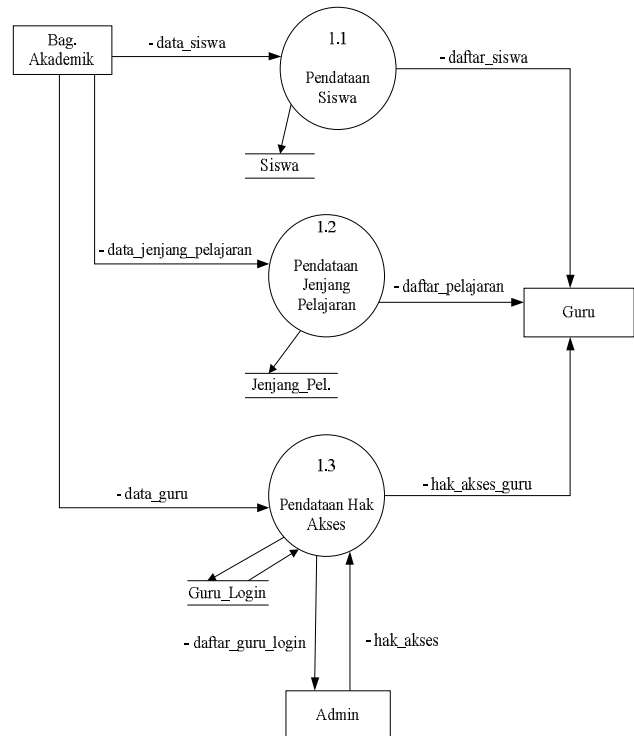 Bag.
Akademik
- data_siswa
1.1
Pendataan
Siswa
- daftar_siswa
Siswa
- data_jenjang_pelajaran
1.2
Pendataan
Jenjang
Pelajaran
- daftar_pelajaran
Guru
Jenjang_Pel.
- data_guru
1.3
Pendataan Hak
Akses
- hak_akses_guru
Guru_Login
- daftar_guru_login
- hak_akses
Admin